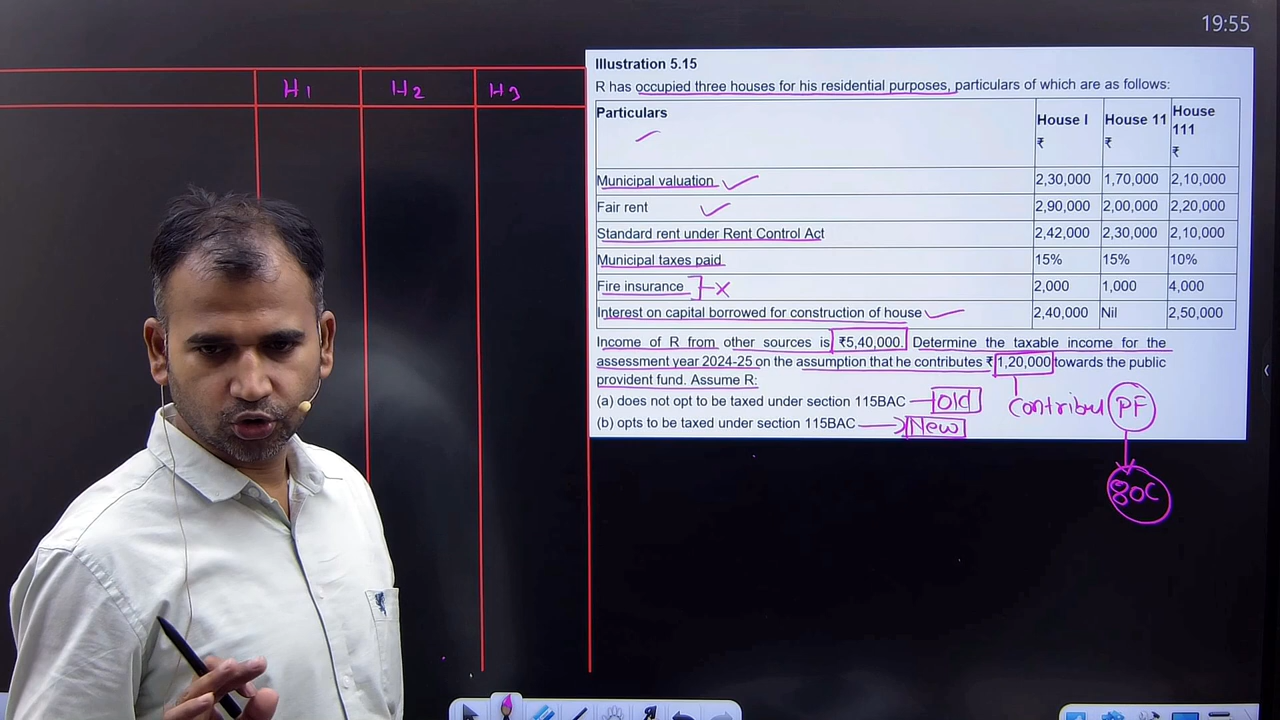 19:55
H1 H2 H3
Illustration 5.15
R has occupied three houses for his residential purposes, particulars of which are as follows:
Particulars House I ₹ House 11 ₹ House 111 ₹
Municipal valuation 2,30,000 1,70,000 2,10,000
Fair rent 2,90,000 2,00,000 2,20,000
Standard rent under Rent Control Act 2,42,000 2,30,000 2,10,000
Municipal taxes paid 15% 15% 10%
Fire insurance x 2,000 1,000 4,000
Interest on capital borrowed for construction of house 2,40,000 Nil 2,50,000
Income of R from other sources is ₹5,40,000. Determine the taxable income for the
assessment year 2024-25 on the assumption that he contributes ₹ 1,20,000 towards the public
provident fund. Assume R:
(a) does not opt to be taxed under section 115BAC old
contribu PF
(b) opts to be taxed under section 115BAC New
80C